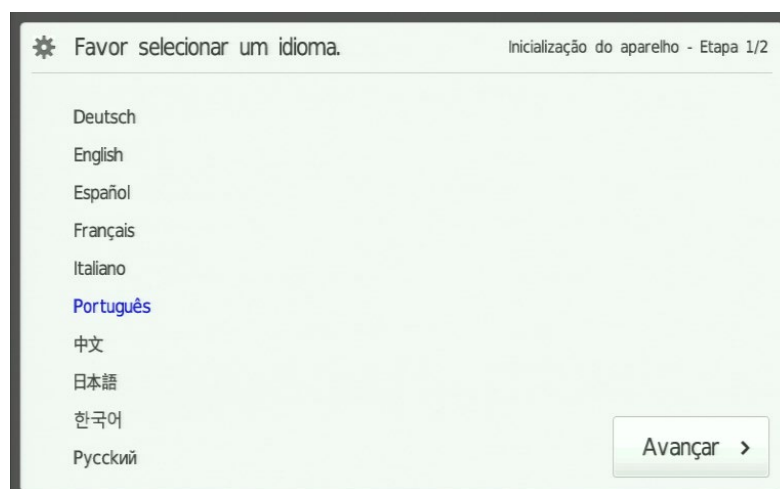 Favor selecionar um idioma.
Inicialização do aparelho - Etapa 1/2
Deutsch
English
Español
Français
Italiano
Português
中文
日本語
한국어
Русский
Avançar >